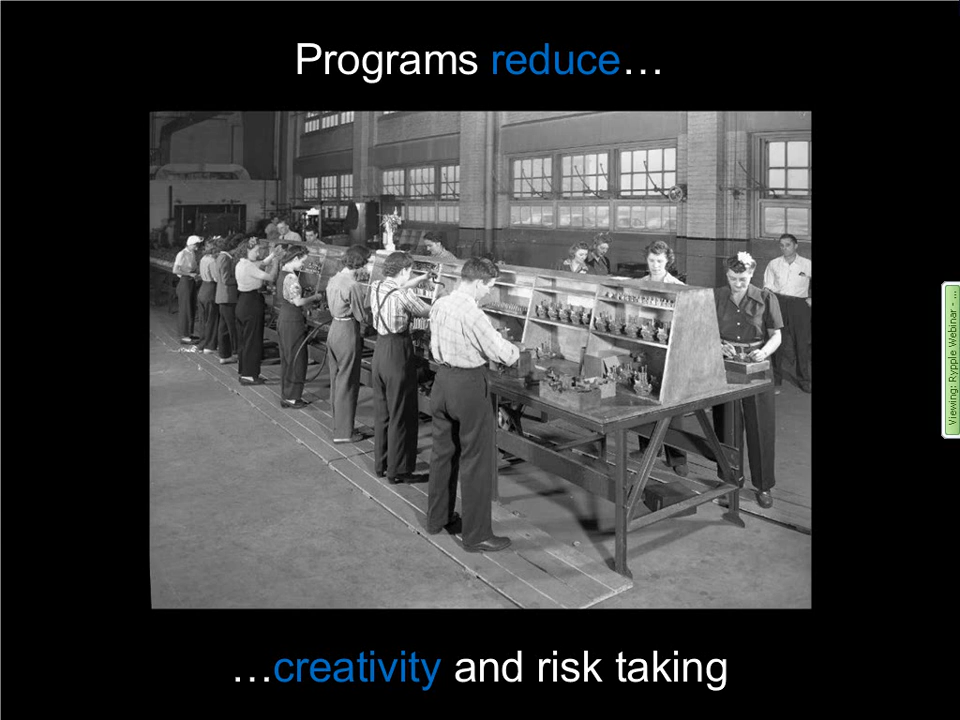 Programs reduce…
Viewing: Rypple Webinar - ...
…creativity and risk taking